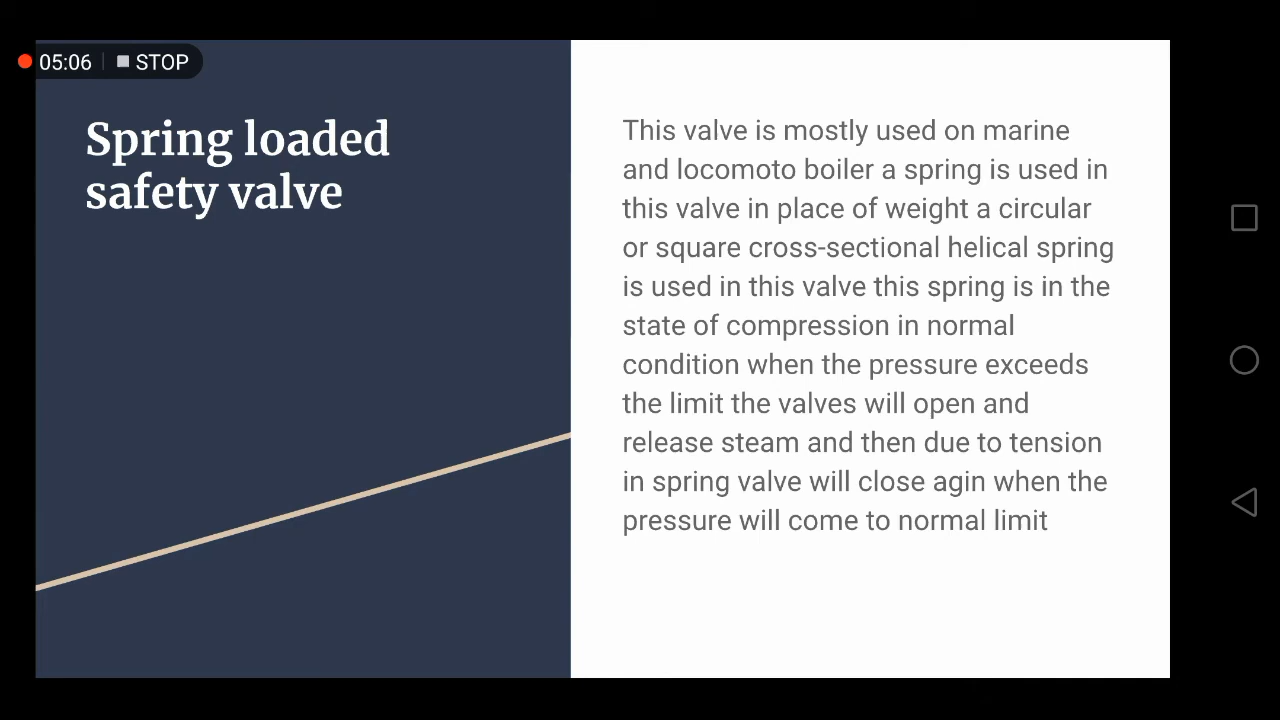 05:06 STOP
Spring loaded
safety valve
This valve is mostly used on marine
and locomoto boiler a spring is used in
this valve in place of weight a circular
or square cross-sectional helical spring
is used in this valve this spring is in the
state of compression in normal
condition when the pressure exceeds
the limit the valves will open and
release steam and then due to tension
in spring valve will close agin when the
pressure will come to normal limit